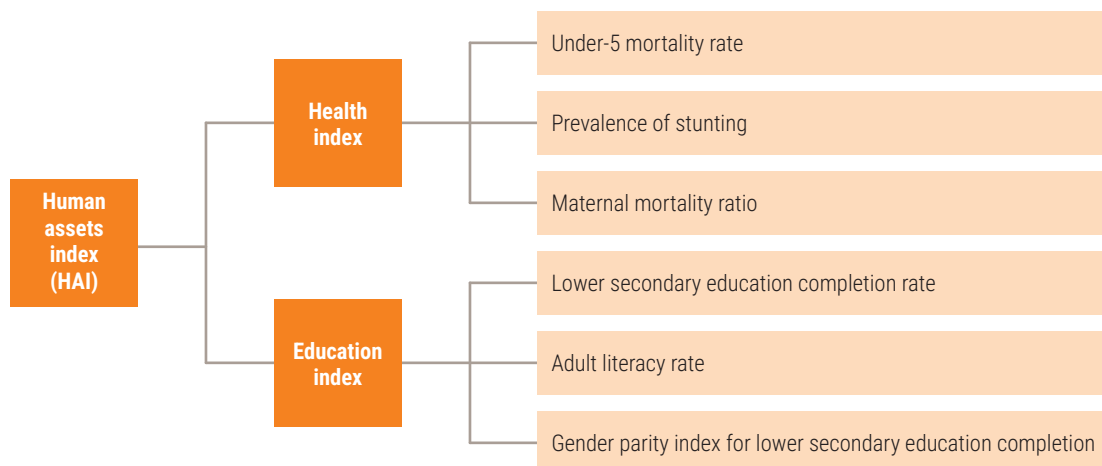 Human
assets
index
(HAI)
Health
index
Under-5 mortality rate
Prevalence of stunting
Maternal mortality ratio
Education
index
Lower secondary education completion rate
Adult literacy rate
Gender parity index for lower secondary education completion